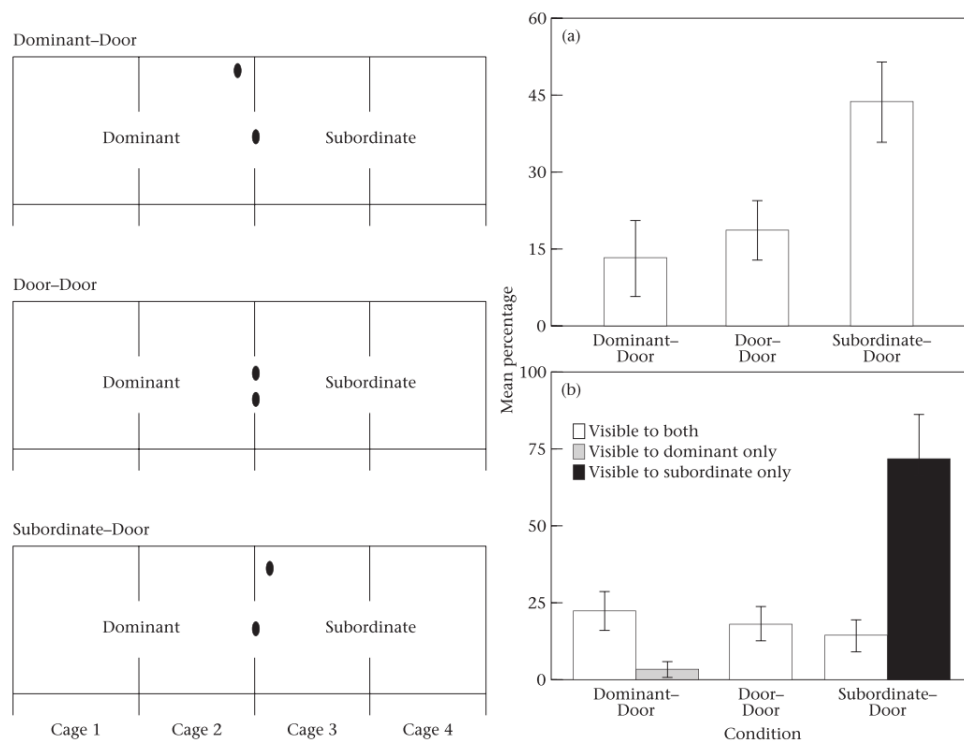 Dominant–Door
Dominant
Subordinate
Door–Door
Dominant
Subordinate
Subordinate–Door
Dominant
Subordinate
Cage 1
Cage 2
Cage 3
Cage 4
Mean percentage
(a)
60
45
30
15
0
Dominant–
Door
Door–
Door
Subordinate–
Door
(b)
100
75
50
25
0
Visible to both
Visible to dominant only
Visible to subordinate only
Dominant–
Door
Door–
Door
Subordinate–
Door
Condition